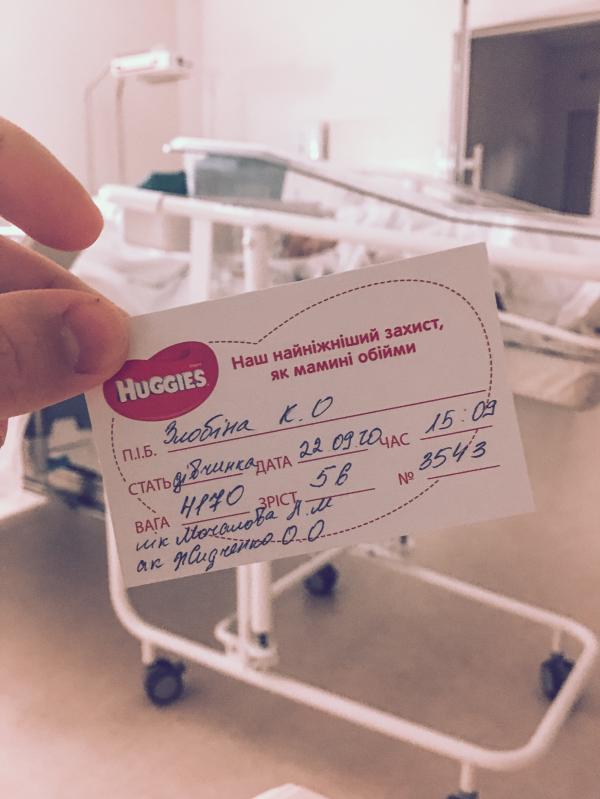 HUGGIES
Наш найніжніший захист,
як мамині обійми
П.І.Б. Злобіна К. О
СТАТЬ дівчинка ДАТА 22 09.20 ЧАС 15:09
ВАГА 4170 ЗРІСТ 56 № 3543
лік Мочалова Л. М
ак Жидченко О О